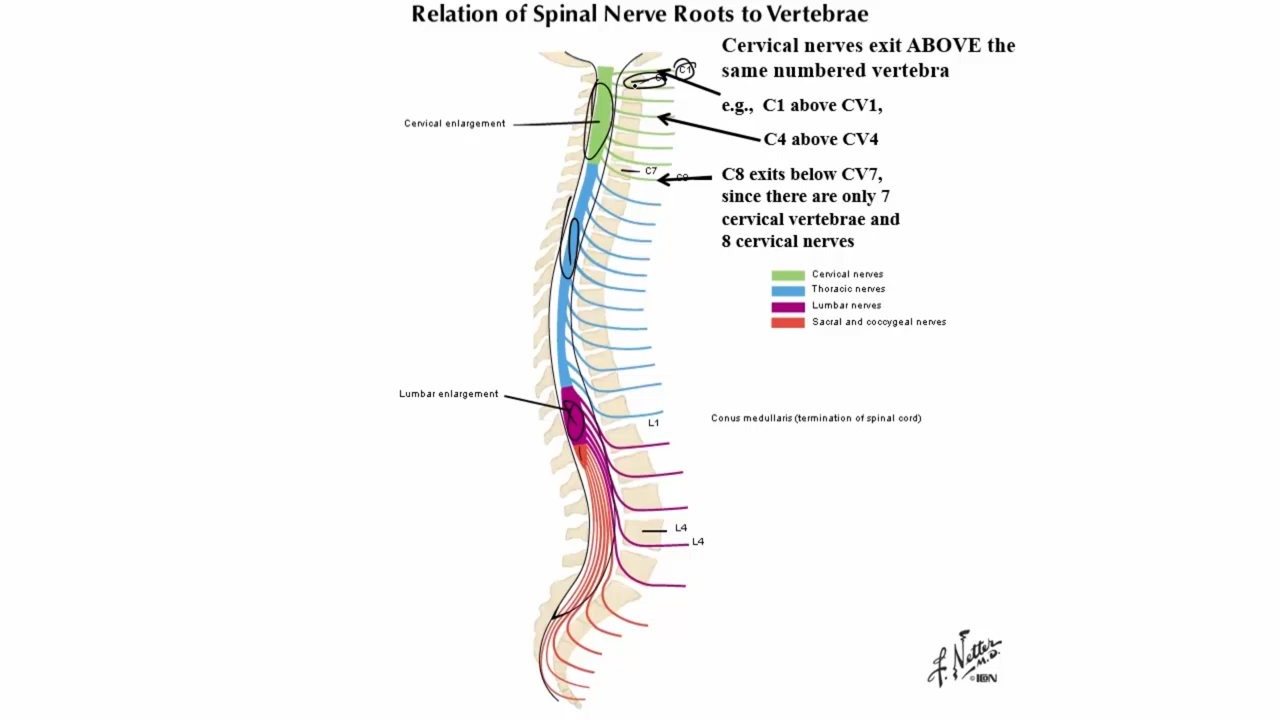 Relation of Spinal Nerve Roots to Vertebrae
Cervical nerves exit ABOVE the
same numbered vertebra
e.g., C1 above CV1,
C4 above CV4
C8 exits below CV7,
since there are only 7
cervical vertebrae and
8 cervical nerves
C1
Cervical enlargement
C7
C8
Cervical nerves
Thoracic nerves
Lumbar nerves
Sacral and coccygeal nerves
Lumbar enlargement
L1
Conus medullaris (termination of spinal cord)
L4
L4
F. Netter
M.D.
©